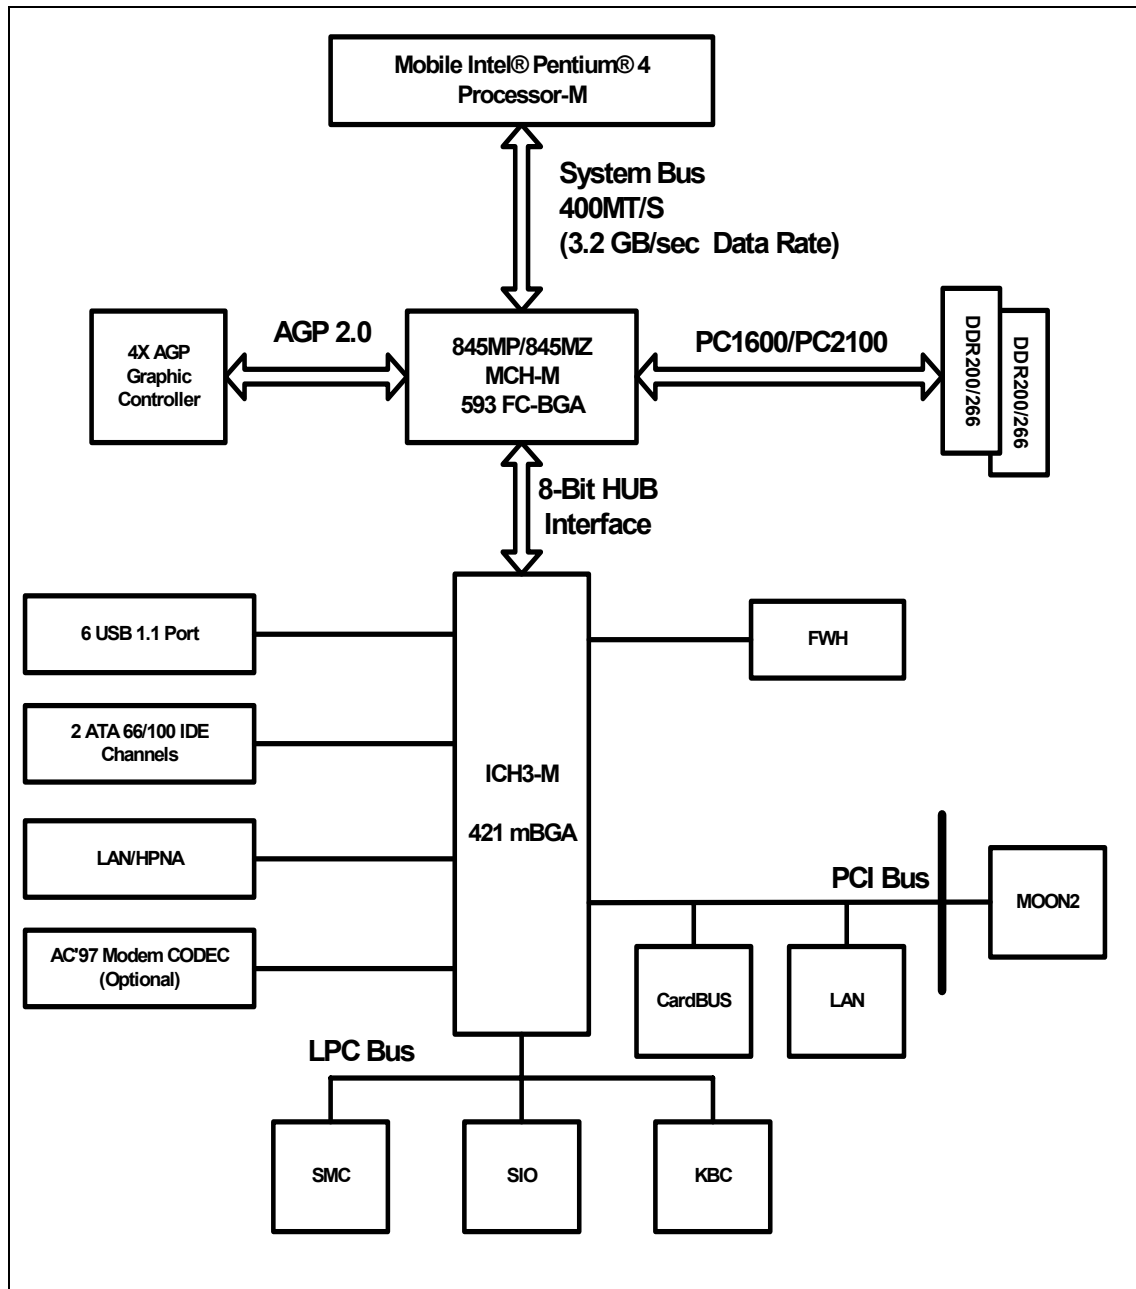 Mobile Intel® Pentium® 4
Processor-M
System Bus
400MT/S
(3.2 GB/sec Data Rate)
4X AGP
Graphic
Controller
AGP 2.0
845MP/845MZ
MCH-M
593 FC-BGA
PC1600/PC2100
DDR200/266
DDR200/266
8-Bit HUB
Interface
6 USB 1.1 Port
2 ATA 66/100 IDE
Channels
LAN/HPNA
AC'97 Modem CODEC
(Optional)
ICH3-M
421 mBGA
FWH
PCI Bus
MOON2
CardBUS
LAN
LPC Bus
SMC
SIO
KBC